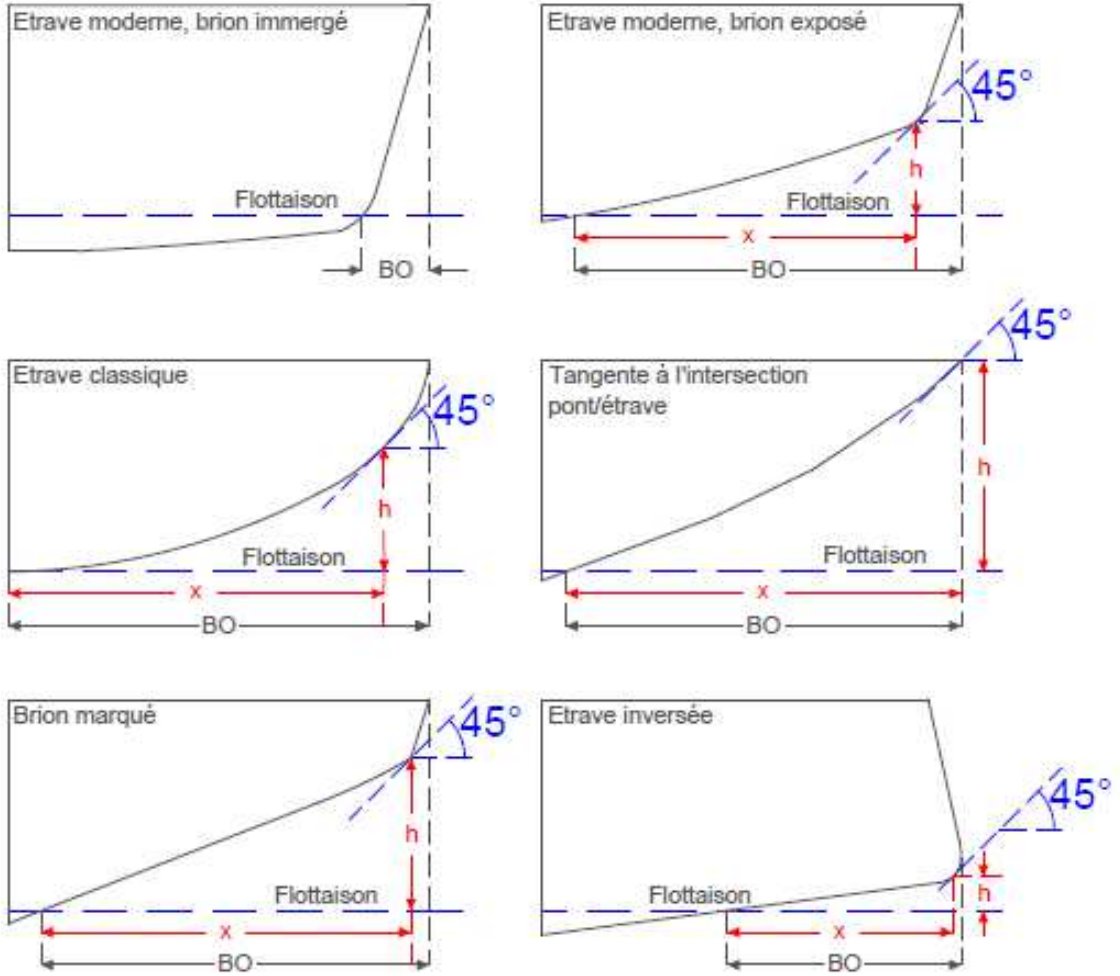 Etrave moderne, brion immergé
Flottaison
BO
Etrave moderne, brion exposé
45°
h
Flottaison
x
BO
Etrave classique
45°
h
Flottaison
x
BO
Tangente à l'intersection
pont/étrave
45°
h
Flottaison
x
BO
Brion marqué
45°
h
Flottaison
x
BO
Etrave inversée
45°
Flottaison
h
x
BO